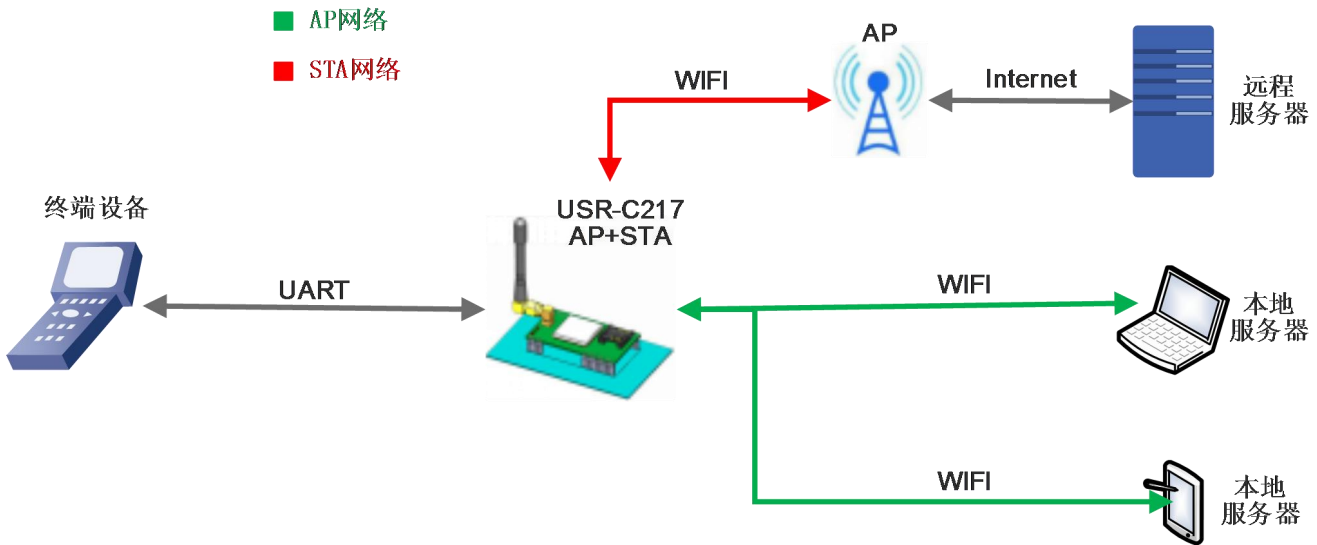 AP网络
STA网络
AP
WIFI
Internet
远程
服务器
终端设备
USR-C217
AP+STA
UART
WIFI
本地
服务器
WIFI
本地
服务器